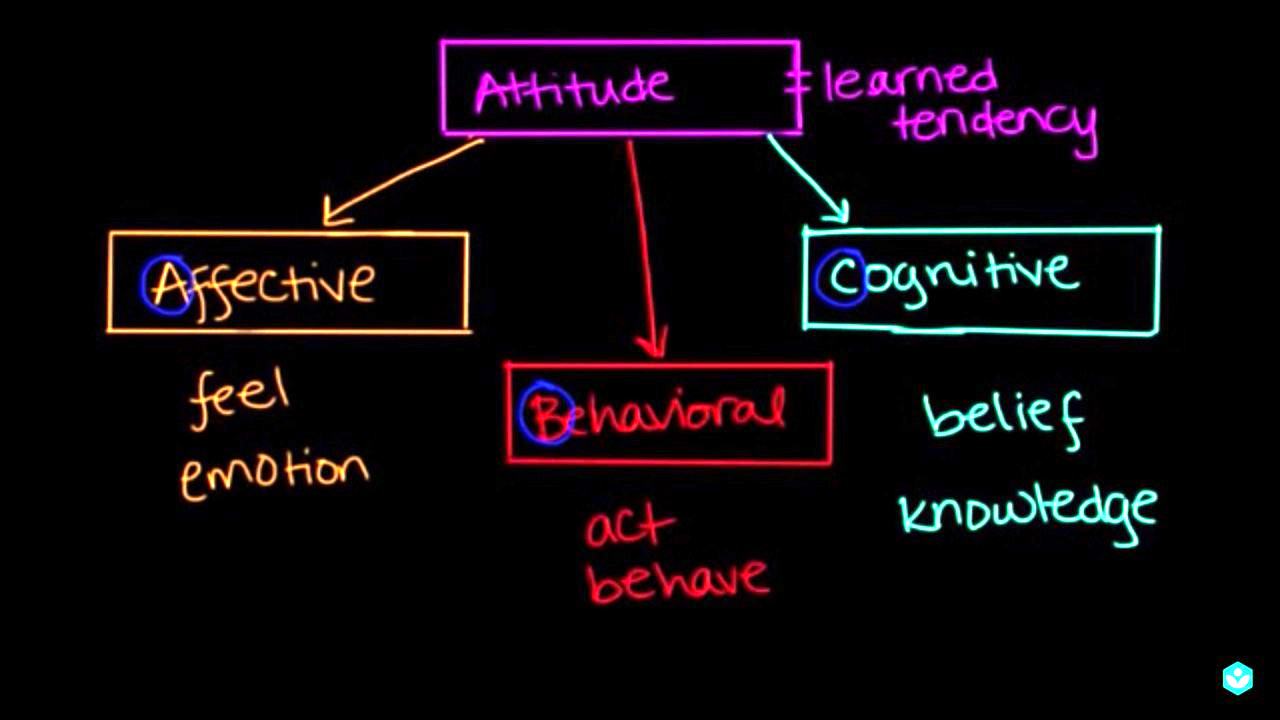 Attitude = learned
tendency
Affective
feel
emotion
Behavioral
act
behave
Cognitive
belief
knowledge